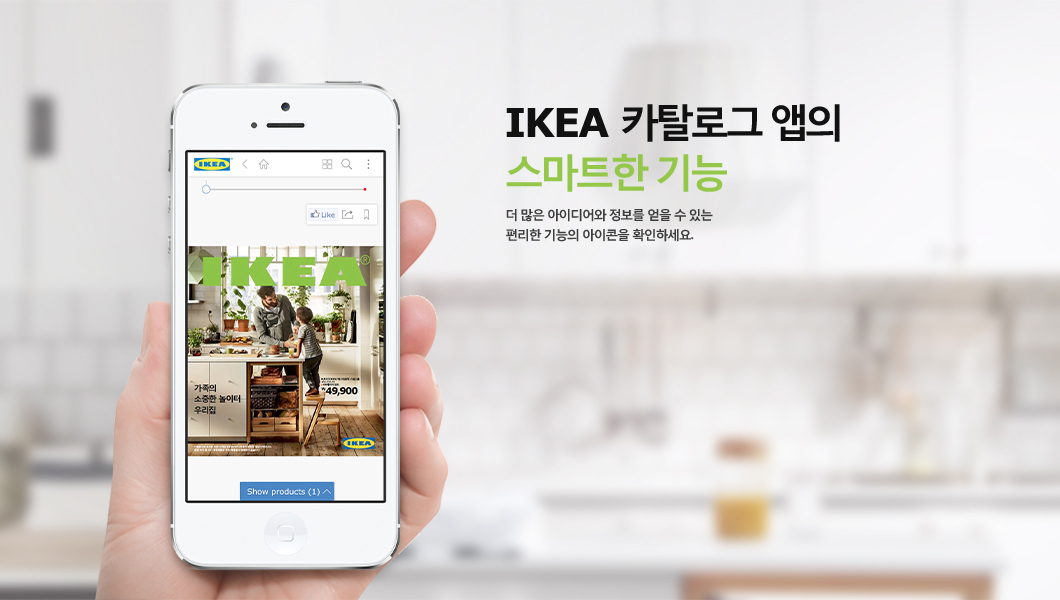 IKEA 카탈로그 앱의
스마트한 기능
더 많은 아이디어와 정보를 얻을 수 있는
편리한 기능의 아이콘을 확인하세요.
IKEA
Like
IKEA®
가족의
소중한 놀이터
우리집
₩49,900
IKEA
Show products (1)